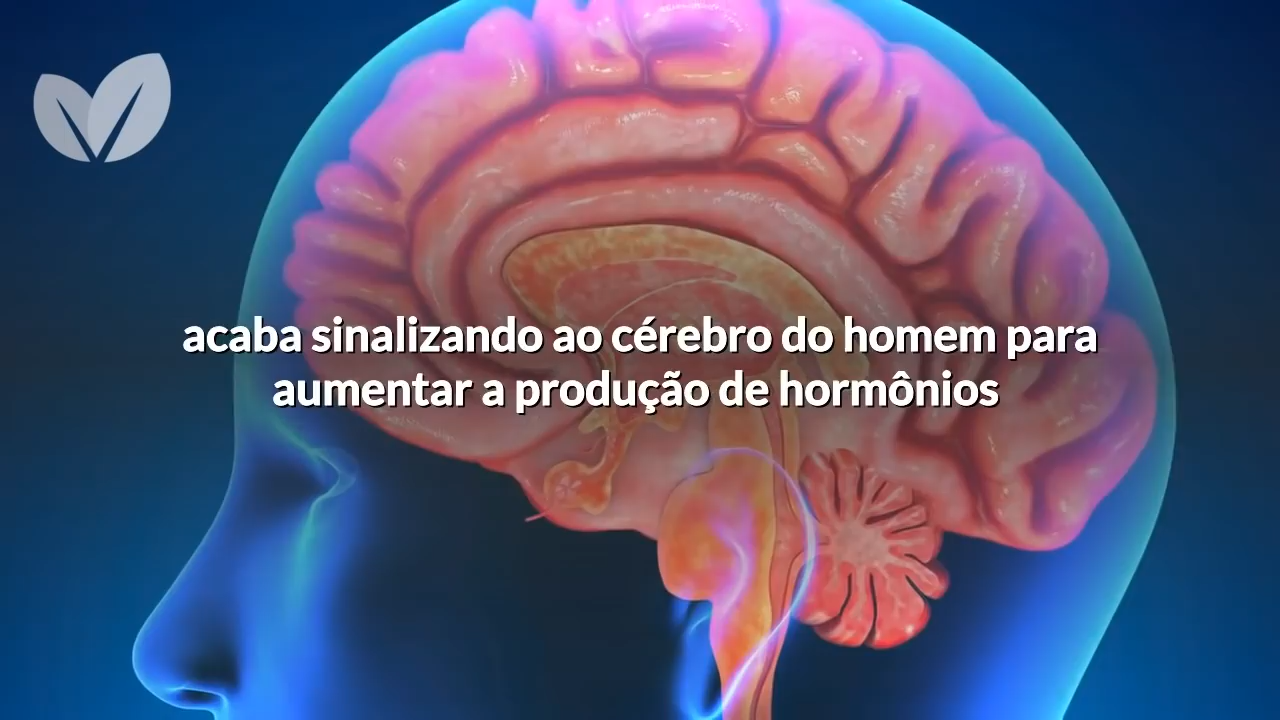 acaba sinalizando ao cérebro do homem para
aumentar a produção de hormônios